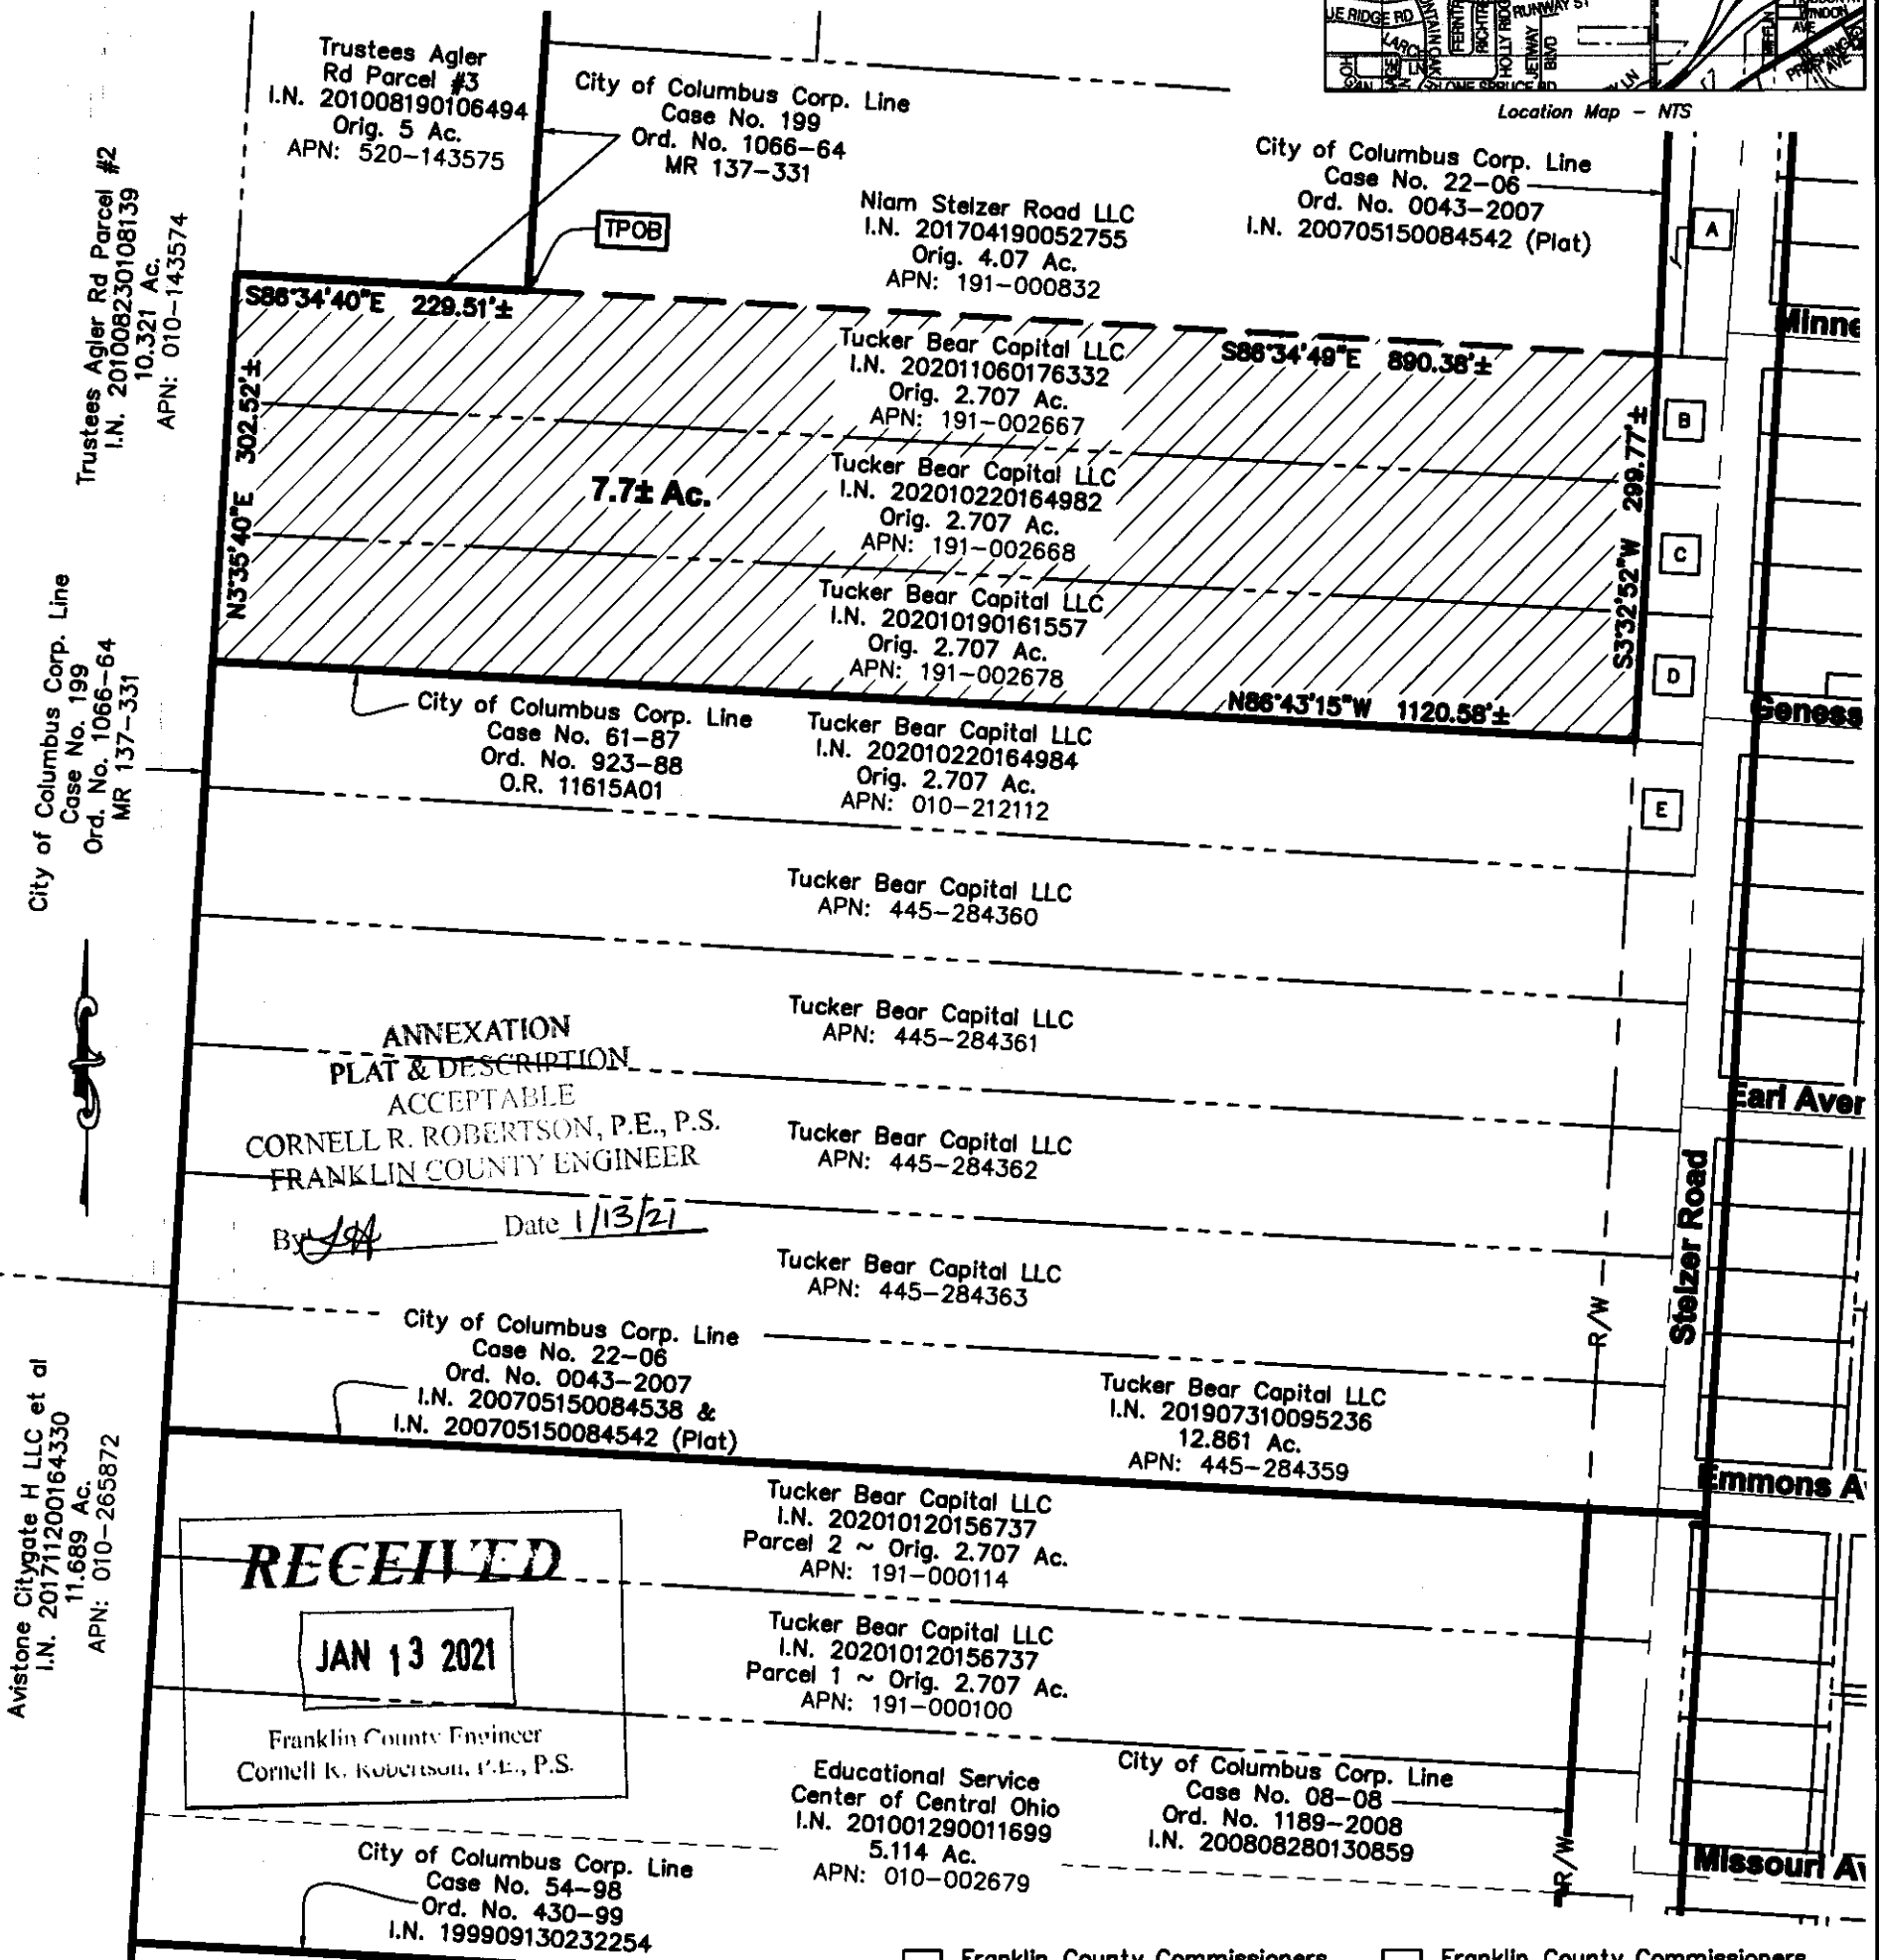 UE RIDGE RD
RUNWAY ST
HOLLY RIDG
JETWAY
BLVD
Location Map - NTS
Trustees Agler
Rd Parcel #3
I.N. 201008190106494
Orig. 5 Ac.
APN: 520-143575
City of Columbus Corp. Line
Case No. 199
Ord. No. 1066-64
MR 137-331
City of Columbus Corp. Line
Case No. 22-06
Ord. No. 0043-2007
I.N. 200705150084542 (Plat)
Niam Stelzer Road LLC
I.N. 201704190052755
Orig. 4.07 Ac.
APN: 191-000832
TPOB
A
Trustees Agler Rd Parcel #2
I.N. 201008230108139
10.321 Ac.
APN: 010-143574
S86°34'40"E 229.51'±
Minne
Tucker Bear Capital LLC
I.N. 202011060176332
Orig. 2.707 Ac.
APN: 191-002667
S86°34'49"E 890.38'±
N3°35'40"E 302.52'±
B
Tucker Bear Capital LLC
I.N. 202010220164982
Orig. 2.707 Ac.
APN: 191-002668
7.7± Ac.
S3°32'52"W 299.77'±
C
Tucker Bear Capital LLC
I.N. 202010190161557
Orig. 2.707 Ac.
APN: 191-002678
D
N86°43'15"W 1120.58'±
Geness
City of Columbus Corp. Line
Case No. 199
Ord. No. 1066-64
MR 137-331
City of Columbus Corp. Line
Case No. 61-87
Ord. No. 923-88
O.R. 11615A01
Tucker Bear Capital LLC
I.N. 202010220164984
Orig. 2.707 Ac.
APN: 010-212112
E
Tucker Bear Capital LLC
APN: 445-284360
Tucker Bear Capital LLC
APN: 445-284361
ANNEXATION
PLAT & DESCRIPTION
ACCEPTABLE
CORNELL R. ROBERTSON, P.E., P.S.
FRANKLIN COUNTY ENGINEER
By Date 1/13/21
Earl Aver
Tucker Bear Capital LLC
APN: 445-284362
Stelzer Road
Tucker Bear Capital LLC
APN: 445-284363
R/W
City of Columbus Corp. Line
Case No. 22-06
Ord. No. 0043-2007
I.N. 200705150084538 &
I.N. 200705150084542 (Plat)
Tucker Bear Capital LLC
I.N. 201907310095236
12.861 Ac.
APN: 445-284359
Emmons A
Avistone Citygate H LLC et al
I.N. 201711200164330
11.689 Ac.
APN: 010-265872
Tucker Bear Capital LLC
I.N. 202010120156737
Parcel 2 ~ Orig. 2.707 Ac.
APN: 191-000114
RECEIVED
JAN 13 2021
Franklin County Engineer
Cornell R. Robertson, P.E., P.S.
Tucker Bear Capital LLC
I.N. 202010120156737
Parcel 1 ~ Orig. 2.707 Ac.
APN: 191-000100
Educational Service
Center of Central Ohio
I.N. 201001290011699
5.114 Ac.
APN: 010-002679
City of Columbus Corp. Line
Case No. 08-08
Ord. No. 1189-2008
I.N. 200808280130859
R/W
Missouri Av
City of Columbus Corp. Line
Case No. 54-98
Ord. No. 430-99
I.N. 199909130232254
Franklin County Commissioners
Franklin County Commissioners